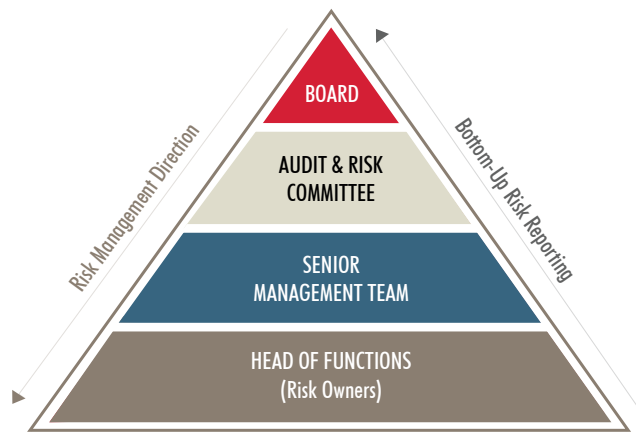 BOARD
AUDIT & RISK
COMMITTEE
SENIOR
MANAGEMENT TEAM
HEAD OF FUNCTIONS
(Risk Owners)
Risk Management Direction
Bottom-Up Risk Reporting